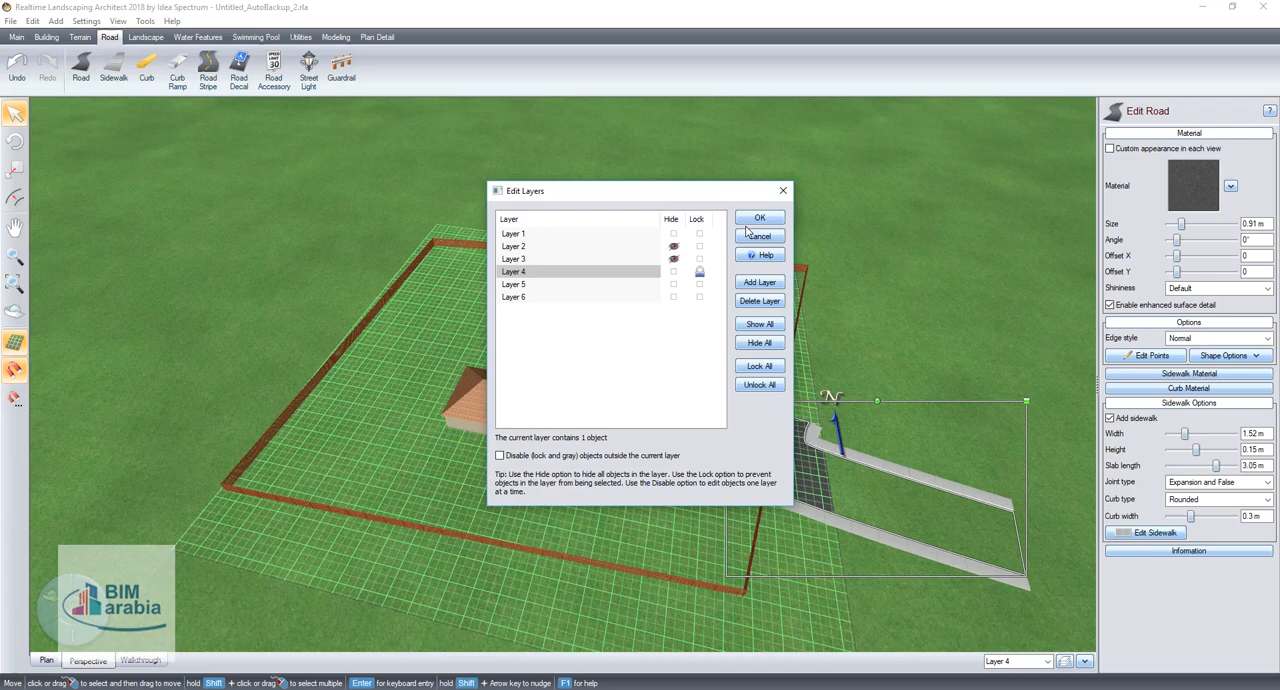 Realtime Landscaping Architect 2018 by Idea Spectrum - Untitled_AutoBackup_2.rla
File Edit Add Settings View Tools Help
Main Building Terrain Road Landscape Water Features Swimming Pool Utilities Modeling Plan Detail
Undo Redo Road Sidewalk Curb Curb Ramp Road Stripe Road Decal Road Accessory Street Light Guardrail
SPEED LIMIT 30
Edit Road
?
Material
Custom appearance in each view
Material
Size 0.91 m
Angle 0°
Offset X 0
Offset Y 0
Shininess Default
Enable enhanced surface detail
Options
Edge style Normal
Edit Points Shape Options
Sidewalk Material
Curb Material
Sidewalk Options
Add sidewalk
Width 1.52 m
Height 0.15 m
Slab length 3.05 m
Joint type Expansion and False
Curb type Rounded
Curb width 0.3 m
Edit Sidewalk
Information
Edit Layers
Layer Hide Lock
Layer 1
Layer 2
Layer 3
Layer 4
Layer 5
Layer 6
OK
Cancel
Help
Add Layer
Delete Layer
Show All
Hide All
Lock All
Unlock All
The current layer contains 1 object
Disable (lock and gray) objects outside the current layer
Tip: Use the Hide option to hide all objects in the layer. Use the Lock option to prevent
objects in the layer from being selected. Use the Disable option to edit objects one layer
at a time.
N
BIM
arabia
Plan Perspective Walkthrough
Layer 4
Move click or drag to select and then drag to move hold Shift + click or drag to select multiple Enter for keyboard entry hold Shift + Arrow key to nudge F1 for help